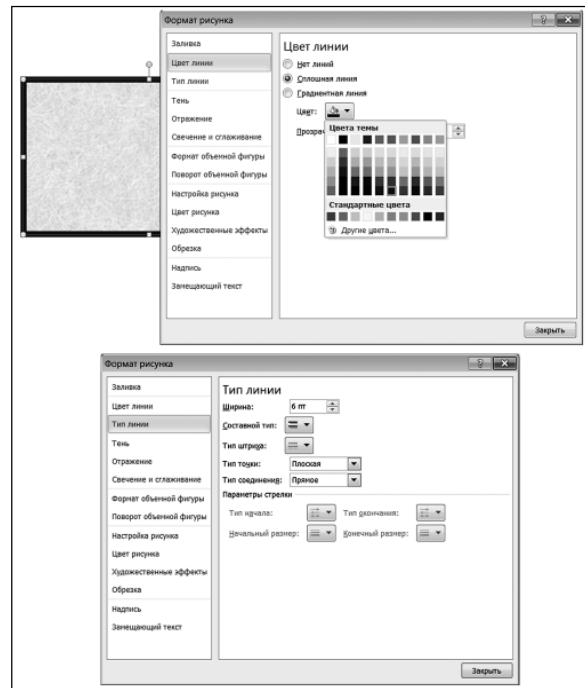 Формат рисунка
Заливка
Цвет линии
Тип линии
Тень
Отражение
Свечение и сглаживание
Формат объемной фигуры
Поворот объемной фигуры
Настройка рисунка
Цвет рисунка
Художественные эффекты
Обрезка
Надпись
Замещающий текст
Цвет линии
Нет линий
Сплошная линия
Градиентная линия
Цвет:
Прозрач
Цвета темы
Стандартные цвета
Другие цвета...
Закрыть
Формат рисунка
Заливка
Цвет линии
Тип линии
Тень
Отражение
Свечение и сглаживание
Формат объемной фигуры
Поворот объемной фигуры
Настройка рисунка
Цвет рисунка
Художественные эффекты
Обрезка
Надпись
Замещающий текст
Тип линии
Ширина: 6 пт
Составной тип:
Тип штриха:
Тип точки: Плоская
Тип соединения: Прямое
Параметры стрелки
Тип начала: Тип окончания:
Начальный размер: Конечный размер:
Закрыть